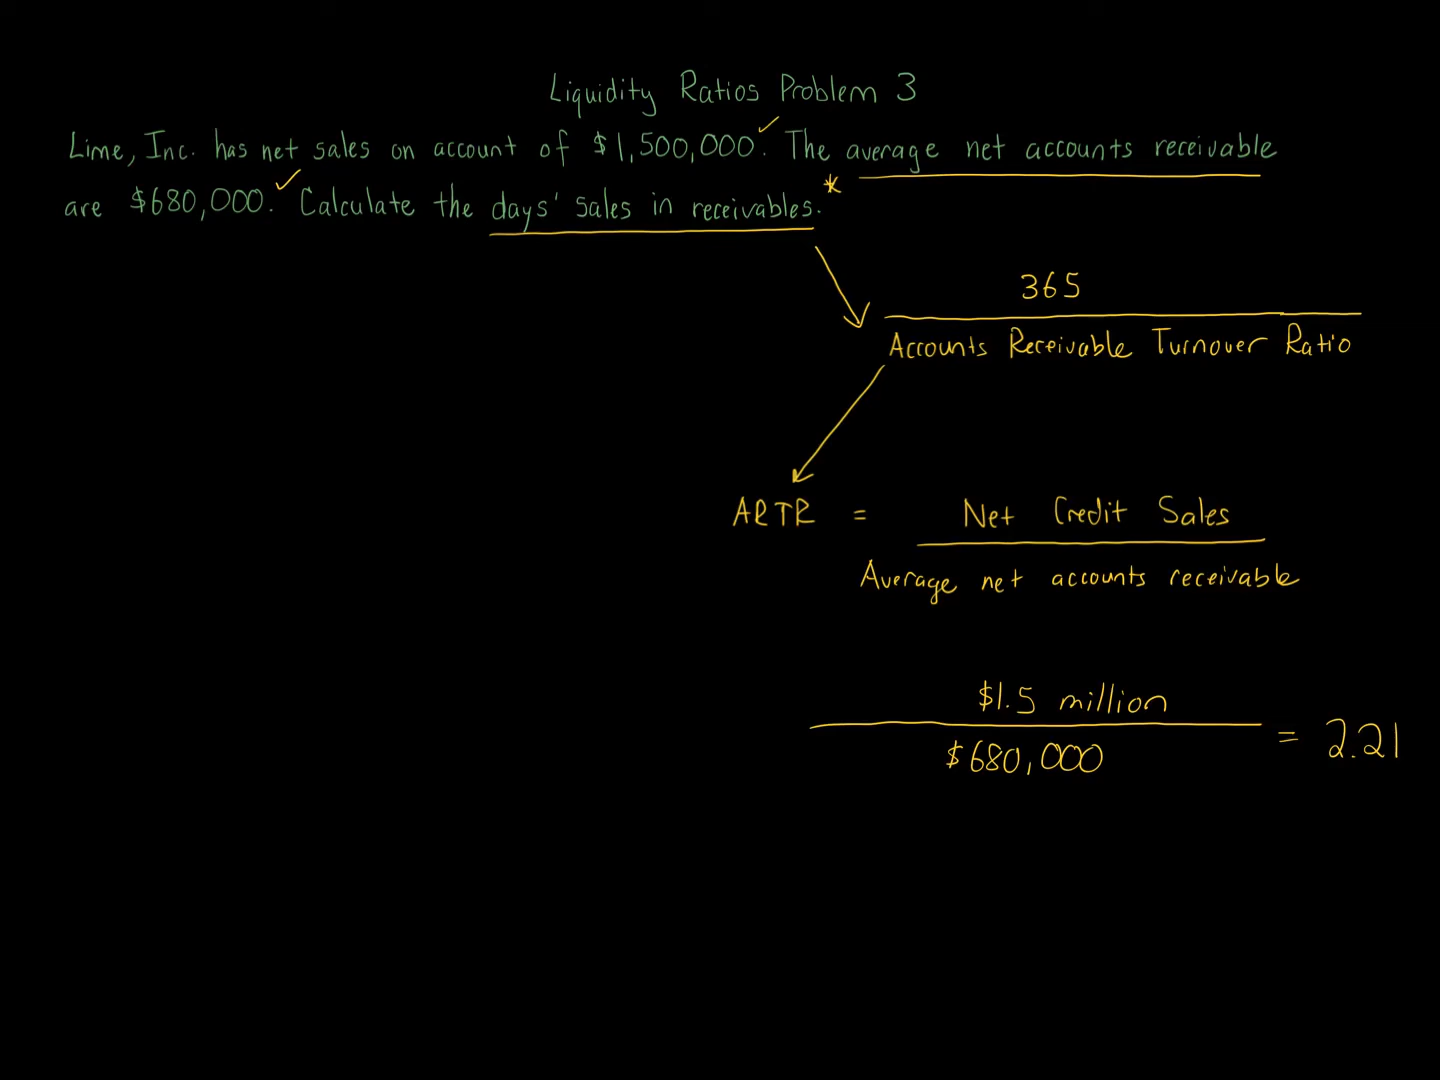 Liquidity Ratios Problem 3
Lime, Inc. has net sales on account of $1,500,000. The average net accounts receivable
are $680,000. Calculate the days' sales in receivables.*
365
Accounts Receivable Turnover Ratio
ARTR = Net Credit Sales
Average net accounts receivable
$1.5 million
$680,000
= 2.21